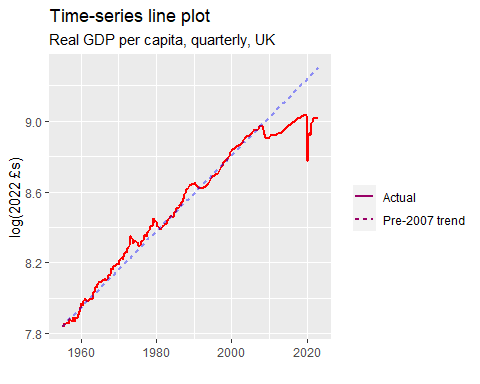 Time-series line plot
Real GDP per capita, quarterly, UK
log(2022 £s)
9.0
8.6
8.2
7.8
1960
1980
2000
2020
Actual
Pre-2007 trend